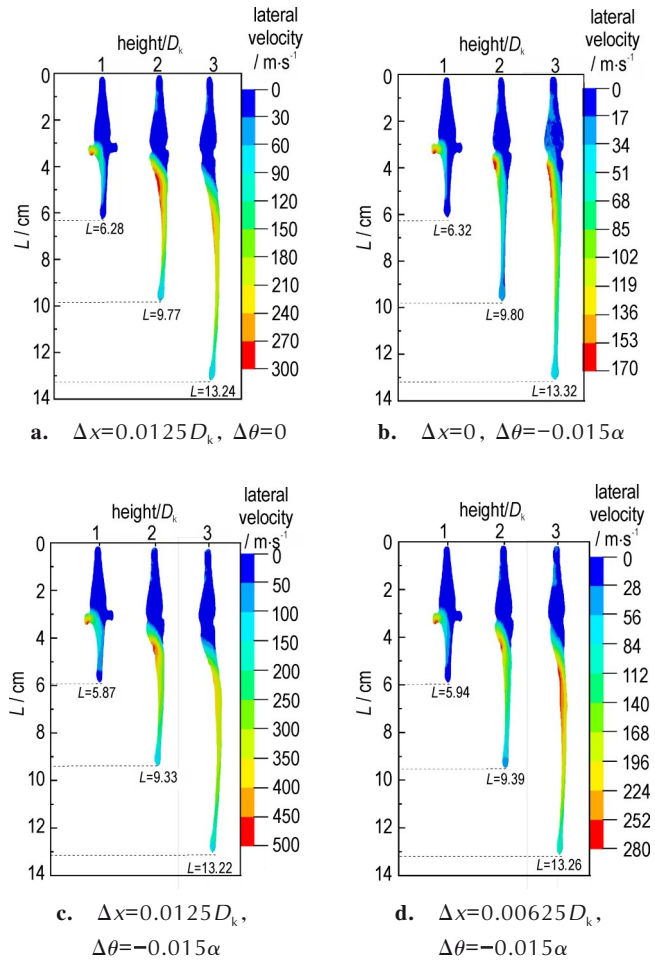 height/Dk
lateral velocity / m·s⁻¹
1 2 3
L / cm
0
2
4
6
8
10
12
14
0
30
60
90
120
150
180
210
240
270
300
L=6.28
L=9.77
L=13.24
a. Δx=0.0125Dk, Δθ=0
height/Dk
lateral velocity / m·s⁻¹
1 2 3
L / cm
0
2
4
6
8
10
12
14
0
17
34
51
68
85
102
119
136
153
170
L=6.32
L=9.80
L=13.32
b. Δx=0, Δθ=−0.015α
height/Dk
lateral velocity / m·s⁻¹
1 2 3
L / cm
0
2
4
6
8
10
12
14
0
50
100
150
200
250
300
350
400
450
500
L=5.87
L=9.33
L=13.22
c. Δx=0.0125Dk,
Δθ=−0.015α
height/Dk
lateral velocity / m·s⁻¹
1 2 3
L / cm
0
2
4
6
8
10
12
14
0
28
56
84
112
140
168
196
224
252
280
L=5.94
L=9.39
L=13.26
d. Δx=0.00625Dk,
Δθ=−0.015α